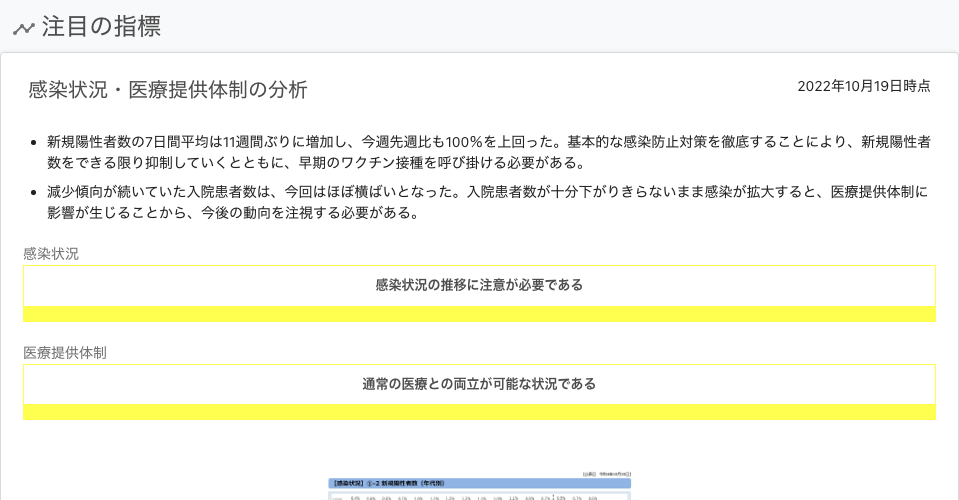 注目の指標
感染状況・医療提供体制の分析
2022年10月19日時点
新規陽性者数の7日間平均は11週間ぶりに増加し、今週先週比も100%を上回った。基本的な感染防止対策を徹底することにより、新規陽性者
数をできる限り抑制していくとともに、早期のワクチン接種を呼び掛ける必要がある。
減少傾向が続いていた入院患者数は、今回はほぼ横ばいとなった。入院患者数が十分下がりきらないまま感染が拡大すると、医療提供体制に
影響が生じることから、今後の動向を注視する必要がある。
感染状況
感染状況の推移に注意が必要である
医療提供体制
通常の医療との両立が可能な状況である
【感染状況】①-2 新規陽性者数（年代別）